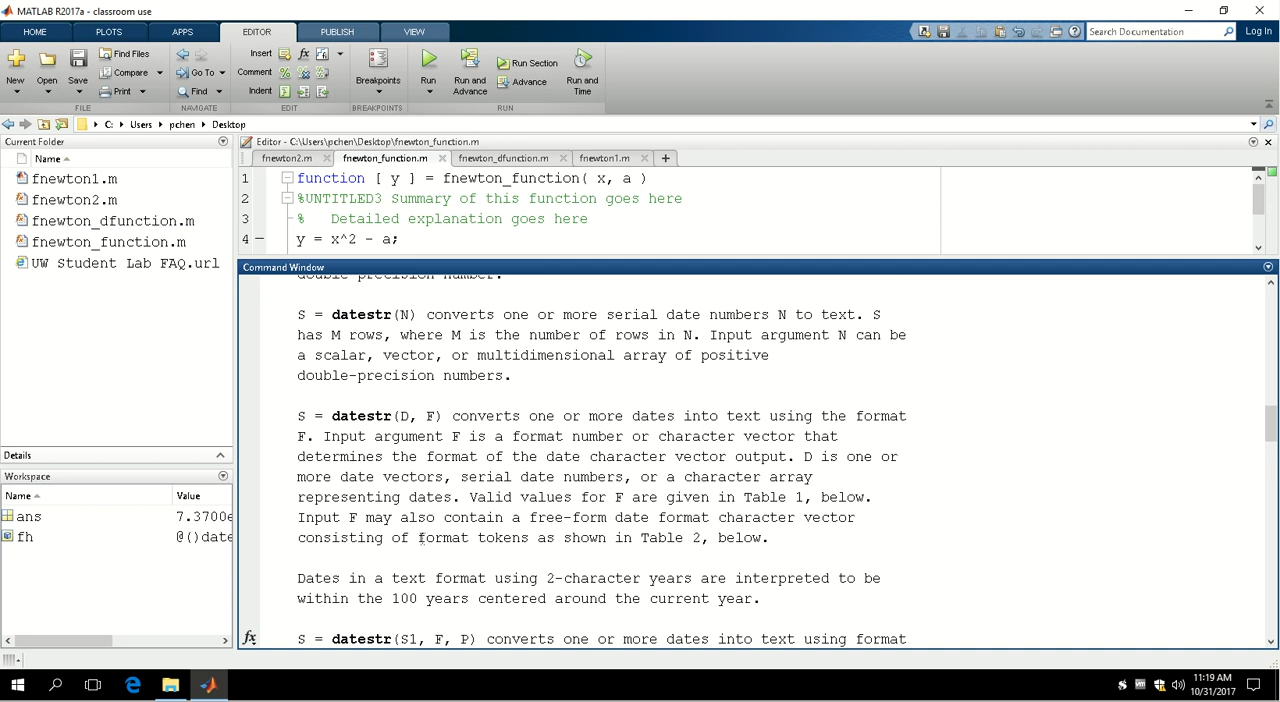 MATLAB R2017a - classroom use
HOME PLOTS APPS EDITOR PUBLISH VIEW
Search Documentation Log In
New Open Save Find Files Compare Print
Go To Find
Insert fx Comment Indent
Breakpoints
Run Run and Advance Run Section Advance Run and Time
FILE NAVIGATE EDIT BREAKPOINTS RUN
C: Users pchen Desktop
Current Folder
Name
fnewton1.m
fnewton2.m
fnewton_dfunction.m
fnewton_function.m
UW Student Lab FAQ.url
Details
Workspace
Name Value
ans 7.3700e
fh @()date
Editor - C:\Users\pchen\Desktop\fnewton_function.m
fnewton2.m fnewton_function.m fnewton_dfunction.m fnewton1.m
1 function [ y ] = fnewton_function( x, a )
2 %UNTITLED3 Summary of this function goes here
3 % Detailed explanation goes here
4 y = x^2 - a;
Command Window
double-precision number.
S = datestr(N) converts one or more serial date numbers N to text. S
has M rows, where M is the number of rows in N. Input argument N can be
a scalar, vector, or multidimensional array of positive
double-precision numbers.
S = datestr(D, F) converts one or more dates into text using the format
F. Input argument F is a format number or character vector that
determines the format of the date character vector output. D is one or
more date vectors, serial date numbers, or a character array
representing dates. Valid values for F are given in Table 1, below.
Input F may also contain a free-form date format character vector
consisting of format tokens as shown in Table 2, below.
Dates in a text format using 2-character years are interpreted to be
within the 100 years centered around the current year.
fx S = datestr(S1, F, P) converts one or more dates into text using format
11:19 AM
10/31/2017